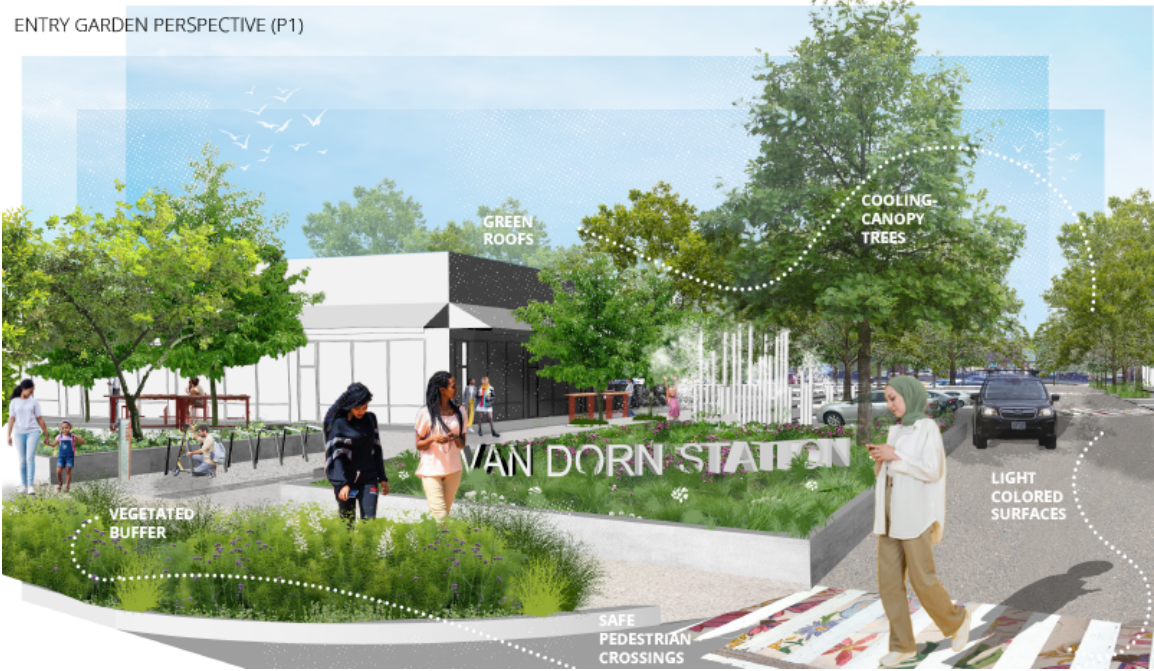 ENTRY GARDEN PERSPECTIVE (P1)
COOLING-
CANOPY
TREES
GREEN
ROOFS
VAN DORN STATION
LIGHT
COLORED
SURFACES
VEGETATED
BUFFER
SAFE
PEDESTRIAN
CROSSINGS